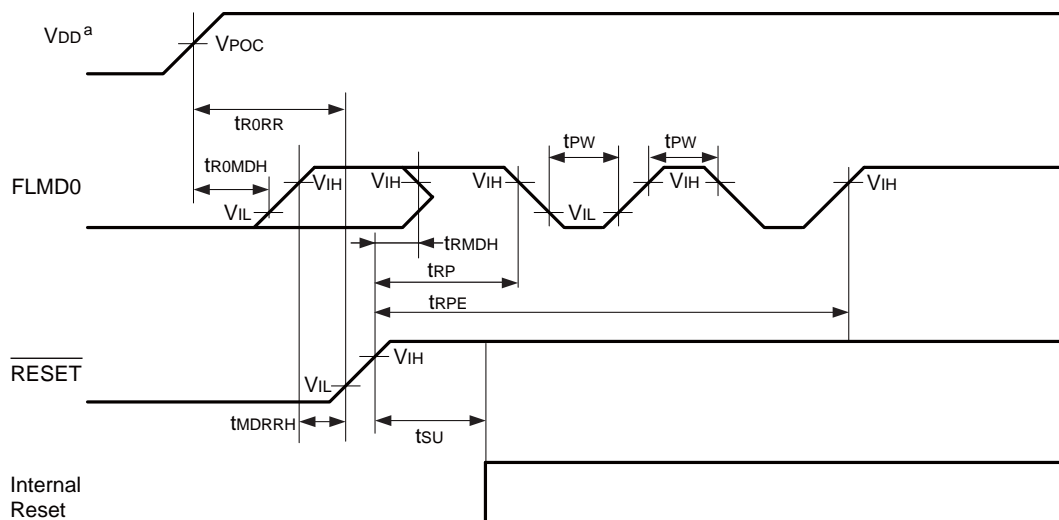 VDD a
VPOC
tR0RR
tPW
tPW
tR0MDH
FLMD0
VIH
VIH
VIH
VIH
VIH
VIL
VIL
tRMDH
tRP
tRPE
RESET
VIH
VIL
tMDRRH
tSU
Internal
Reset